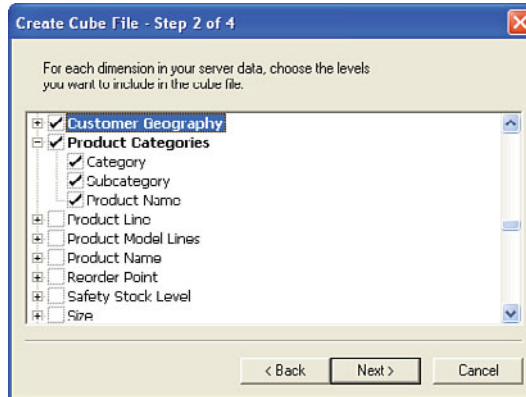 Create Cube File - Step 2 of 4
For each dimension in your server data, choose the levels
you want to include in the cube file.
Customer Geography
Product Categories
Category
Subcategory
Product Name
Product Line
Product Model Lines
Product Name
Reorder Point
Safety Stock Level
Size
< Back Next > Cancel